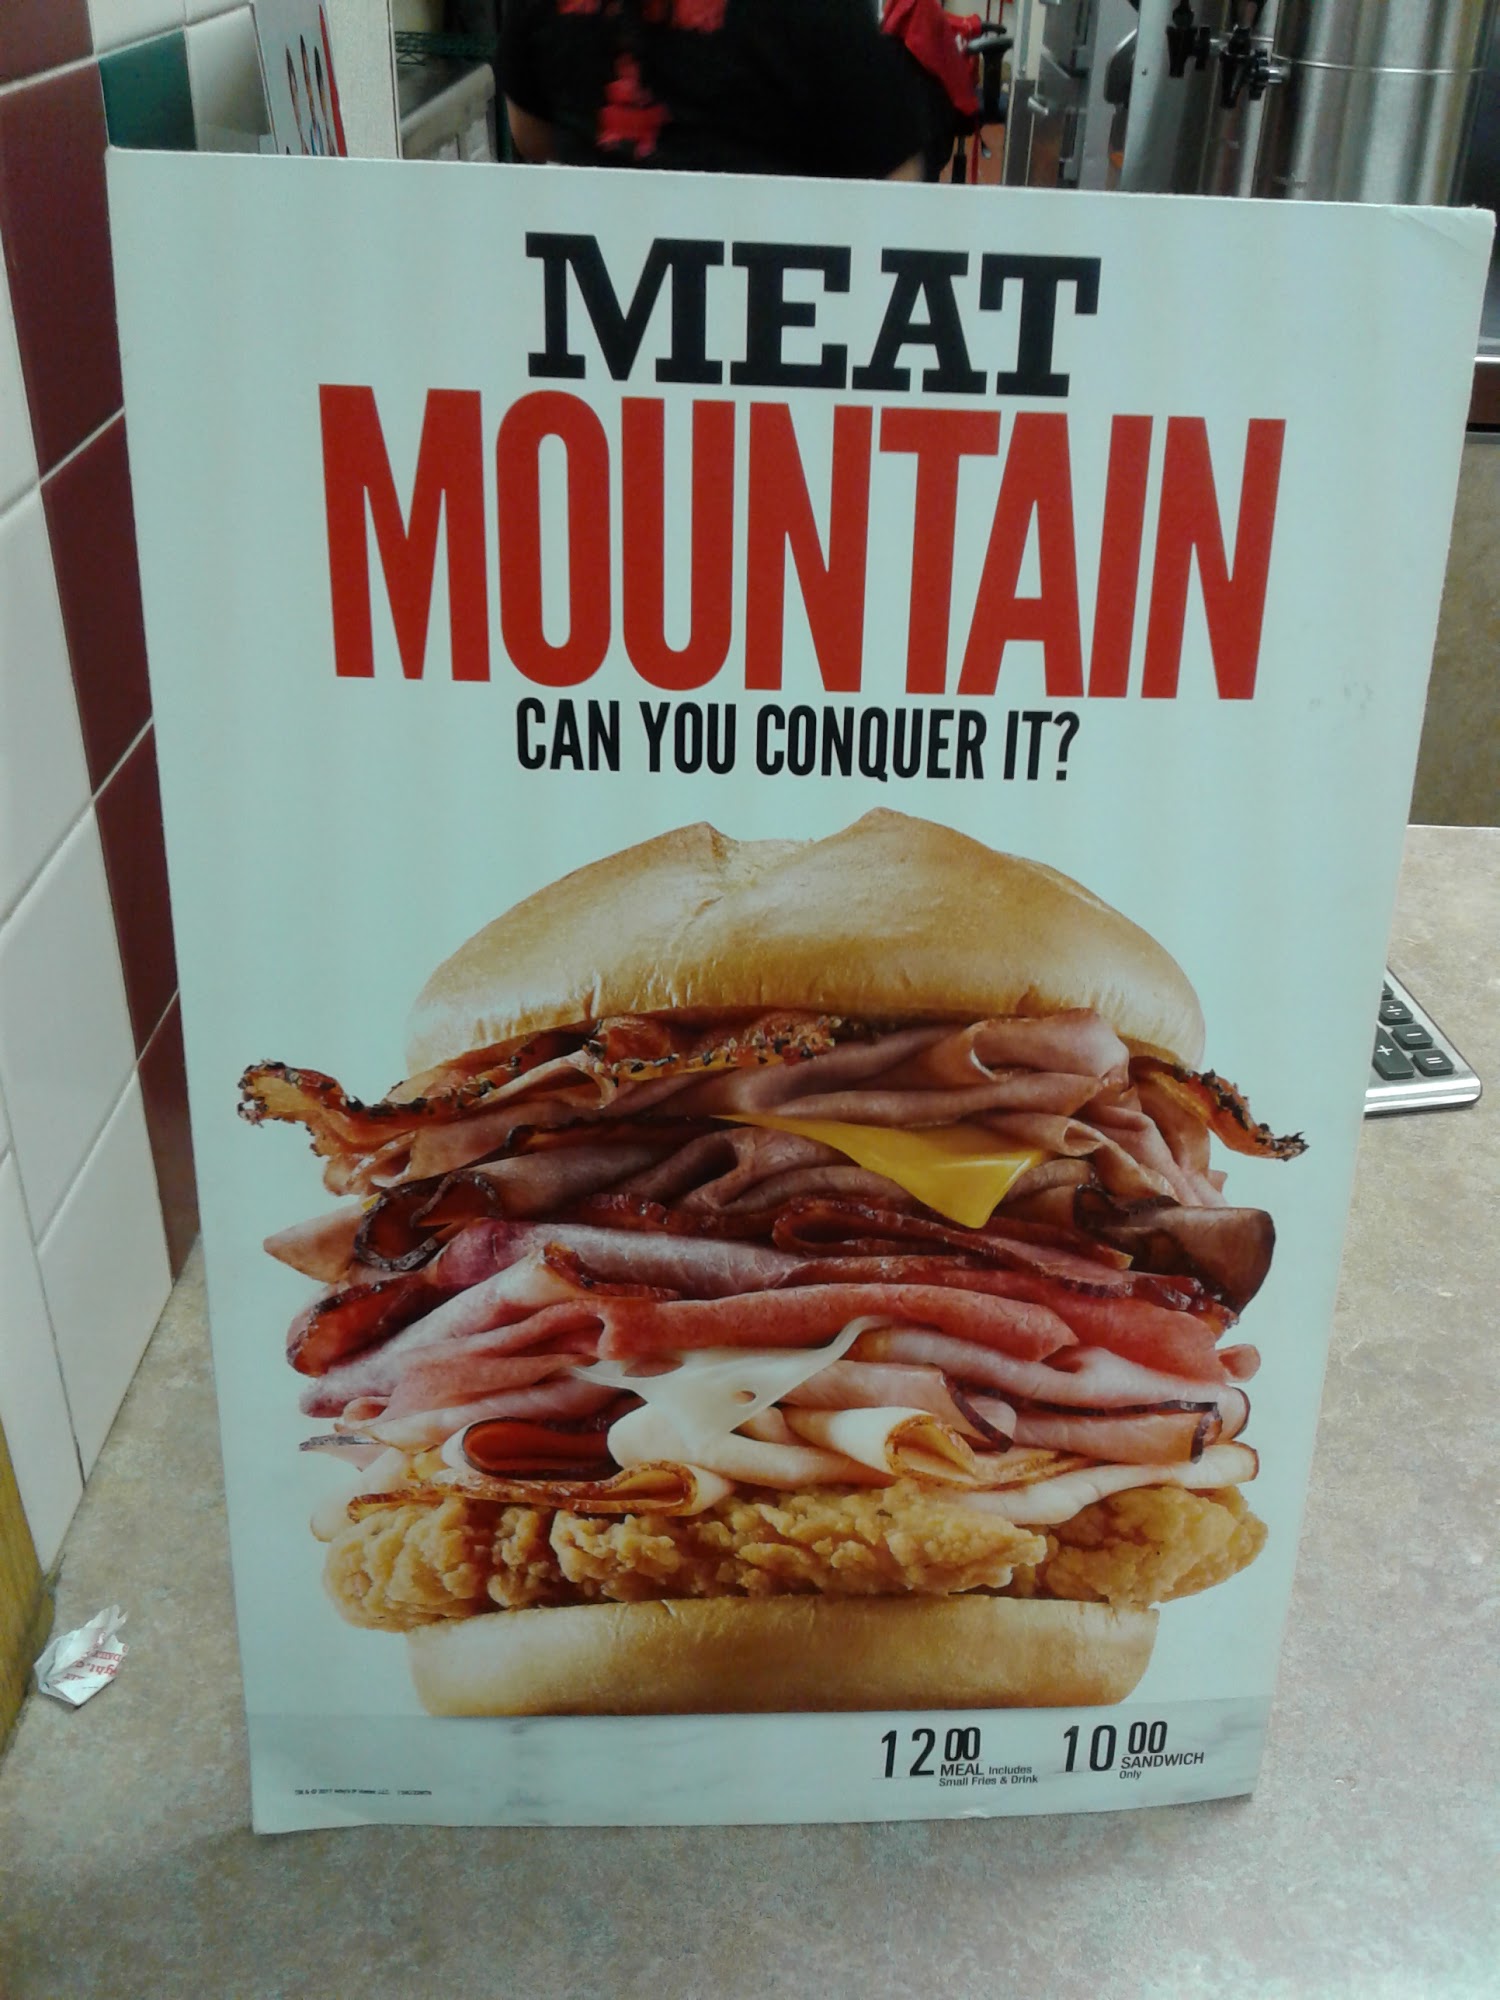 MEAT
MOUNTAIN
CAN YOU CONQUER IT?
12 00
MEAL Includes
Small Fries & Drink
10 00
SANDWICH
Only